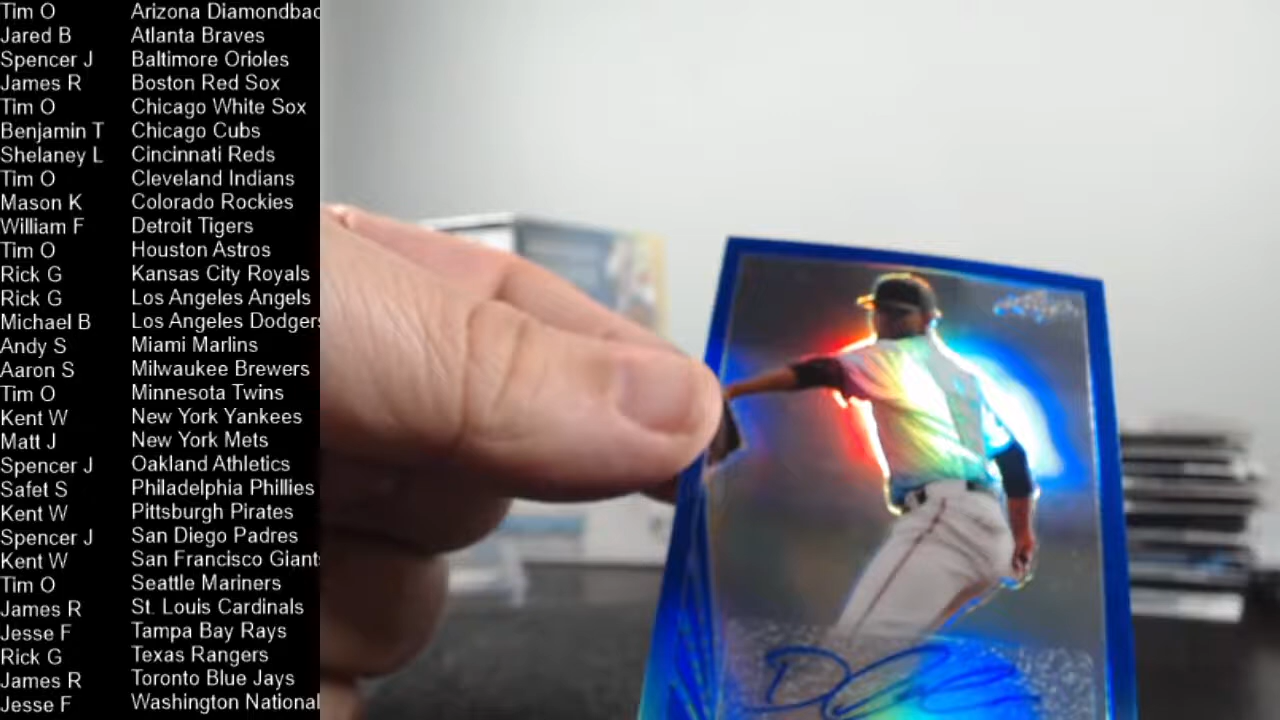 Tim O Arizona Diamondbac
Jared B Atlanta Braves
Spencer J Baltimore Orioles
James R Boston Red Sox
Tim O Chicago White Sox
Benjamin T Chicago Cubs
Shelaney L Cincinnati Reds
Tim O Cleveland Indians
Mason K Colorado Rockies
William F Detroit Tigers
Tim O Houston Astros
Rick G Kansas City Royals
Rick G Los Angeles Angels
Michael B Los Angeles Dodgers
Andy S Miami Marlins
Aaron S Milwaukee Brewers
Tim O Minnesota Twins
Kent W New York Yankees
Matt J New York Mets
Spencer J Oakland Athletics
Safet S Philadelphia Phillies
Kent W Pittsburgh Pirates
Spencer J San Diego Padres
Kent W San Francisco Giant
Tim O Seattle Mariners
James R St. Louis Cardinals
Jesse F Tampa Bay Rays
Rick G Texas Rangers
James R Toronto Blue Jays
Jesse F Washington National